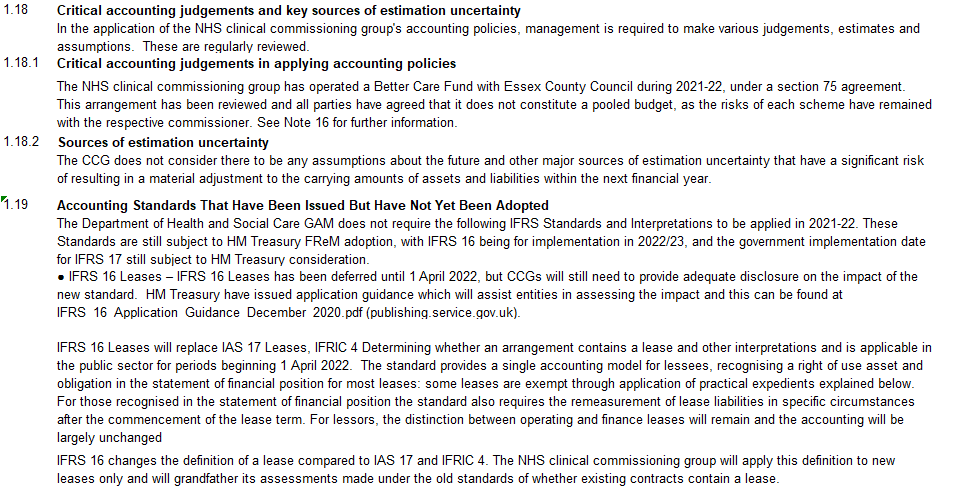 1.18 Critical accounting judgements and key sources of estimation uncertainty
In the application of the NHS clinical commissioning group's accounting policies, management is required to make various judgements, estimates and
assumptions. These are regularly reviewed.
1.18.1 Critical accounting judgements in applying accounting policies
The NHS clinical commissioning group has operated a Better Care Fund with Essex County Council during 2021-22, under a section 75 agreement.
This arrangement has been reviewed and all parties have agreed that it does not constitute a pooled budget, as the risks of each scheme have remained
with the respective commissioner. See Note 16 for further information.
1.18.2 Sources of estimation uncertainty
The CCG does not consider there to be any assumptions about the future and other major sources of estimation uncertainty that have a significant risk
of resulting in a material adjustment to the carrying amounts of assets and liabilities within the next financial year.
1.19 Accounting Standards That Have Been Issued But Have Not Yet Been Adopted
The Department of Health and Social Care GAM does not require the following IFRS Standards and Interpretations to be applied in 2021-22. These
Standards are still subject to HM Treasury FReM adoption, with IFRS 16 being for implementation in 2022/23, and the government implementation date
for IFRS 17 still subject to HM Treasury consideration.
● IFRS 16 Leases – IFRS 16 Leases has been deferred until 1 April 2022, but CCGs will still need to provide adequate disclosure on the impact of the
new standard. HM Treasury have issued application guidance which will assist entities in assessing the impact and this can be found at
IFRS_16_Application_Guidance_December_2020.pdf (publishing.service.gov.uk).
IFRS 16 Leases will replace IAS 17 Leases, IFRIC 4 Determining whether an arrangement contains a lease and other interpretations and is applicable in
the public sector for periods beginning 1 April 2022. The standard provides a single accounting model for lessees, recognising a right of use asset and
obligation in the statement of financial position for most leases: some leases are exempt through application of practical expedients explained below.
For those recognised in the statement of financial position the standard also requires the remeasurement of lease liabilities in specific circumstances
after the commencement of the lease term. For lessors, the distinction between operating and finance leases will remain and the accounting will be
largely unchanged
IFRS 16 changes the definition of a lease compared to IAS 17 and IFRIC 4. The NHS clinical commissioning group will apply this definition to new
leases only and will grandfather its assessments made under the old standards of whether existing contracts contain a lease.